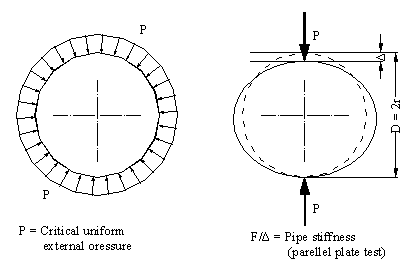 P
P
P = Critical uniform
external oressure
P
Δ
D = 2r
P
F/Δ = Pipe stiffness
(parellel plate test)